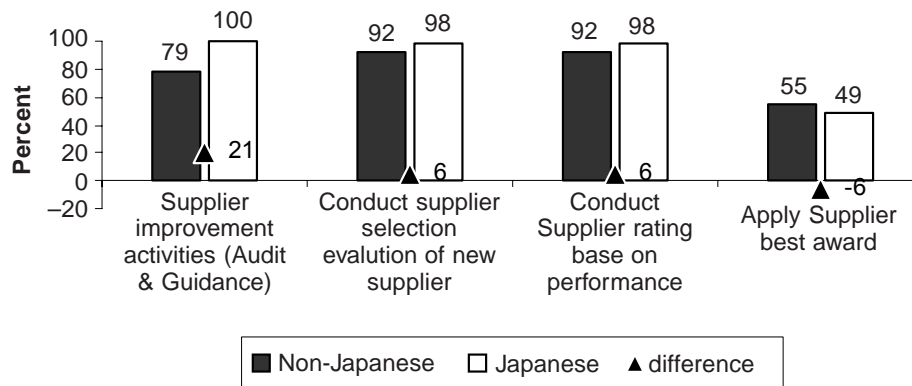 100
92
98
92
98
79
55
49
21
6
6
-6
Percent
100
80
60
40
20
0
–20
Supplier
improvement
activities (Audit
& Guidance)
Conduct supplier
selection
evalution of new
supplier
Conduct
Supplier rating
base on
performance
Apply Supplier
best award
Non-Japanese
Japanese
difference